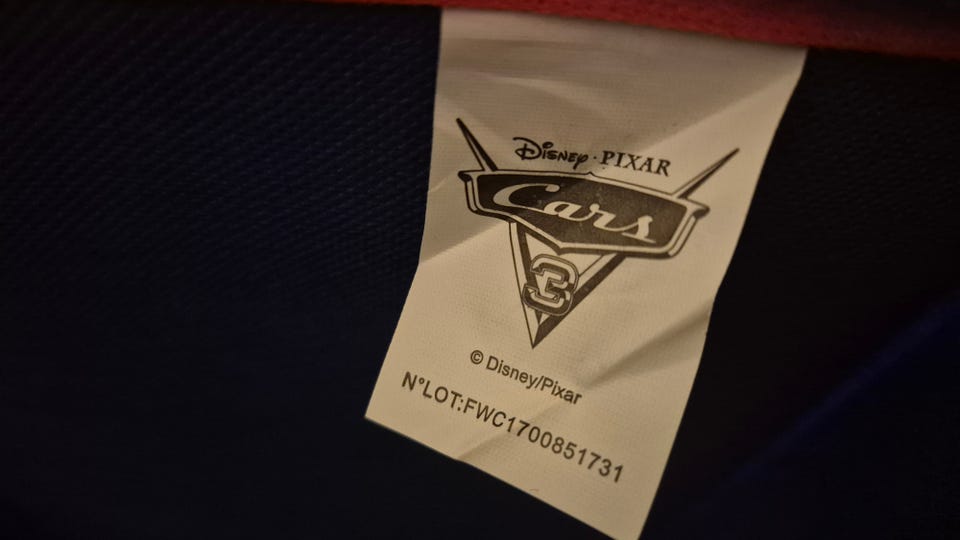 Disney · PIXAR
Cars
3
© Disney/Pixar
N°LOT:FWC1700851731